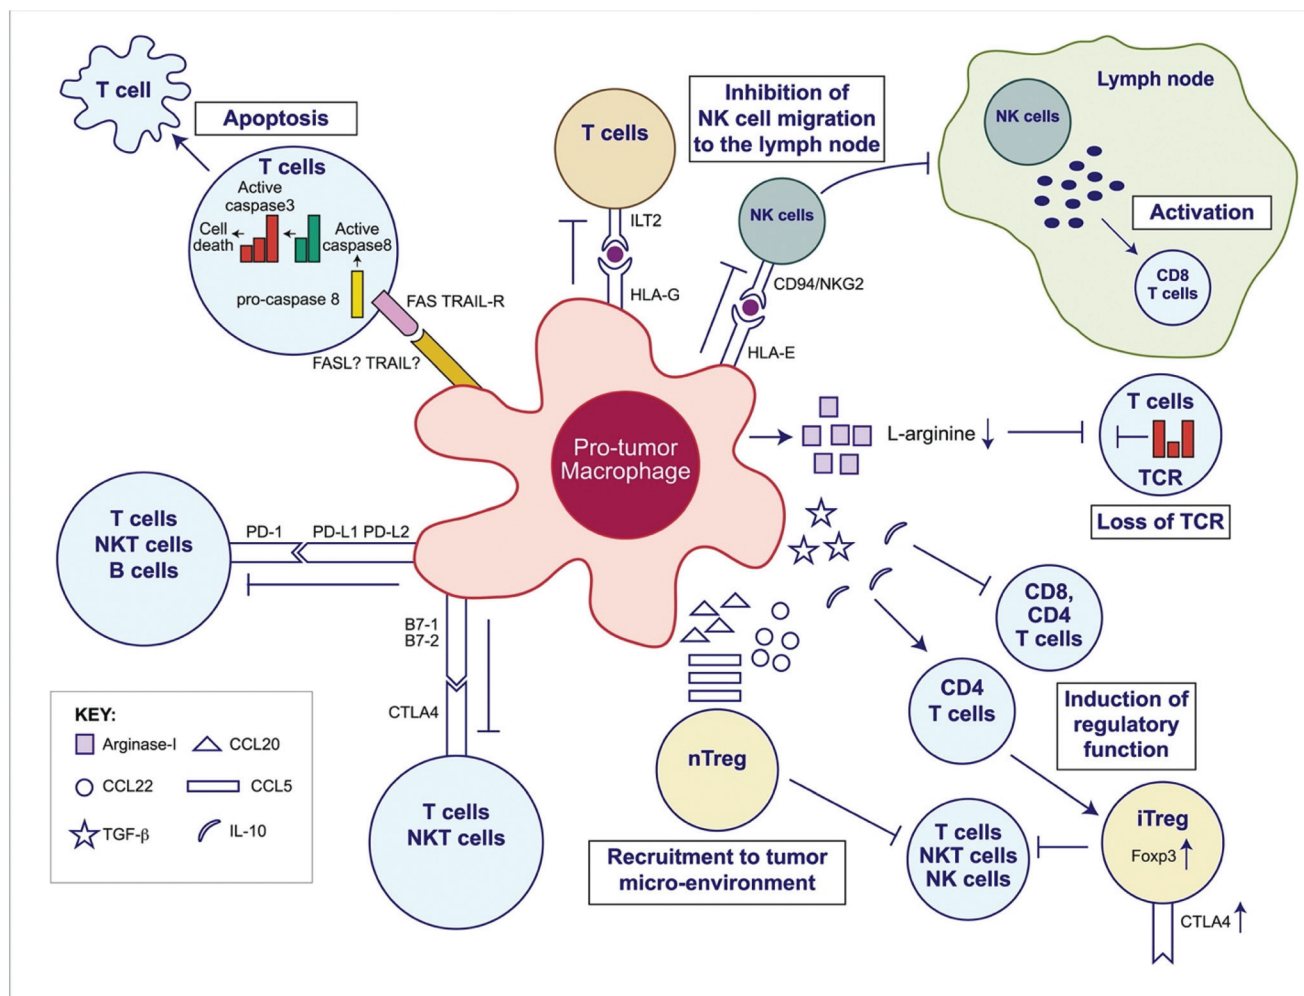 T cell
Apoptosis
T cells
Active
caspase3
Cell
death
Active
caspase8
pro-caspase 8
FAS TRAIL-R
FASL? TRAIL?
T cells
ILT2
HLA-G
Inhibition of
NK cell migration
to the lymph node
NK cells
CD94/NKG2
HLA-E
Lymph node
NK cells
Activation
CD8
T cells
Pro-tumor
Macrophage
L-arginine ↓
T cells
TCR
Loss of TCR
T cells
NKT cells
B cells
PD-1
PD-L1 PD-L2
B7-1
B7-2
CTLA4
T cells
NKT cells
CD8,
CD4
T cells
CD4
T cells
Induction of
regulatory
function
nTreg
Recruitment to tumor
micro-environment
T cells
NKT cells
NK cells
iTreg
Foxp3 ↑
CTLA4 ↑
KEY:
Arginase-I
CCL20
CCL22
CCL5
TGF-β
IL-10